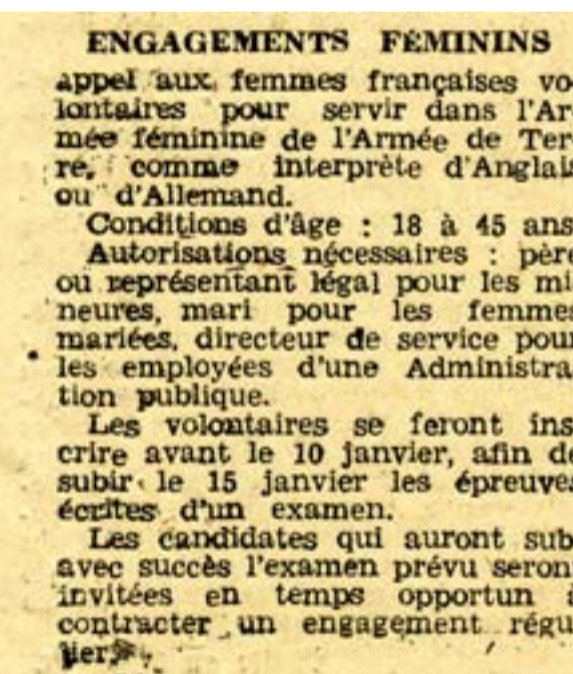 ENGAGEMENTS FÉMININS
appel aux femmes françaises vo-
lontaires pour servir dans l'Ar-
mée féminine de l'Armée de Ter-
re, comme interprète d'Anglais
ou d'Allemand.
Conditions d'âge : 18 à 45 ans.
Autorisations nécessaires : père
ou représentant légal pour les mi-
neures, mari pour les femmes
mariées, directeur de service pour
les employées d'une Administra-
tion publique.
Les volontaires se feront ins-
crire avant le 10 janvier, afin de
subir le 15 janvier les épreuves
écrites d'un examen.
Les candidates qui auront subi
avec succès l'examen prévu seront
invitées en temps opportun à
contracter un engagement régu-
lier.